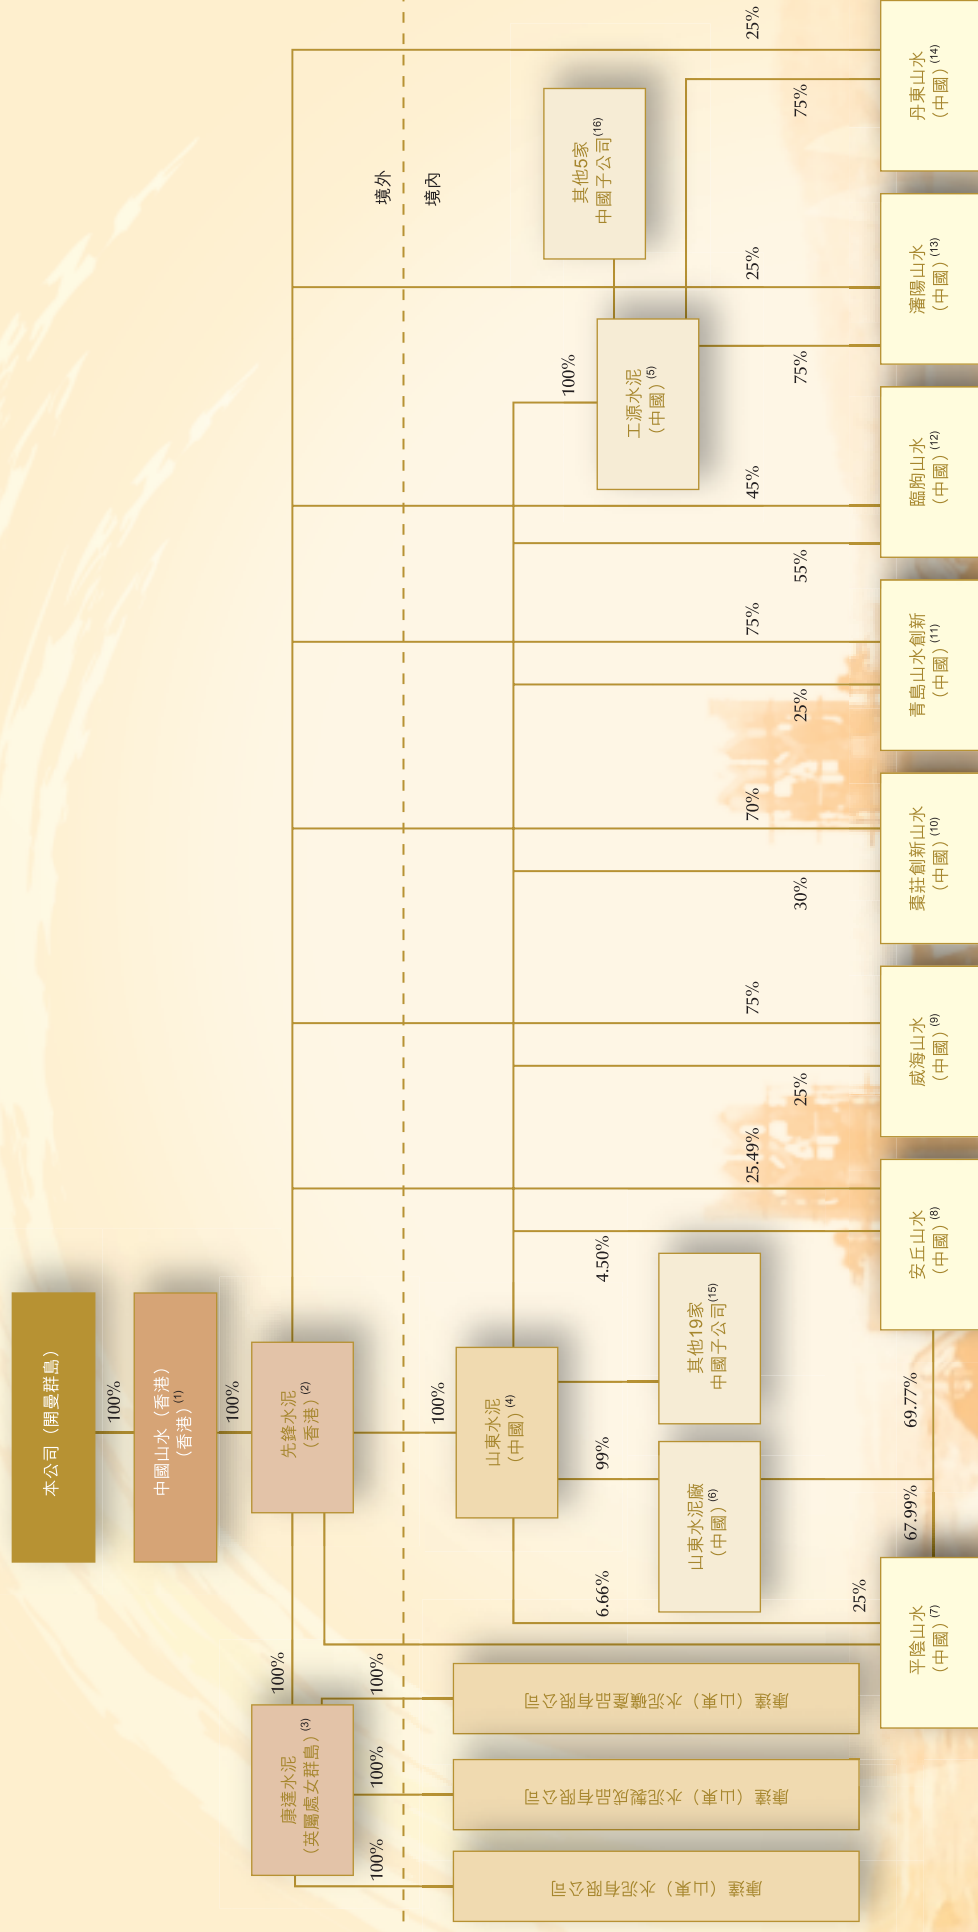 本公司（開曼群島）
100%
中國山水（香港）
（香港）(1)
100%
先鋒水泥
（香港）(2)
100%
康達水泥
（英屬處女群島）(3)
100%
100%
100%
境外
境內
100%
山東水泥
（中國）(4)
100%
工源水泥
（中國）(5)
其他5家
中國子公司(16)
99%
山東水泥廠
（中國）(6)
其他19家
中國子公司(15)
康達（山東）水泥有限公司
康達（山東）水泥製成品有限公司
康達（山東）水泥礦產品有限公司
6.66%
25%
67.99%
69.77%
4.50%
25.49%
25%
75%
30%
70%
25%
75%
55%
45%
75%
25%
75%
25%
平陰山水
（中國）(7)
安丘山水
（中國）(8)
威海山水
（中國）(9)
棗莊創新山水
（中國）(10)
青島山水創新
（中國）(11)
臨朐山水
（中國）(12)
瀋陽山水
（中國）(13)
丹東山水
（中國）(14)